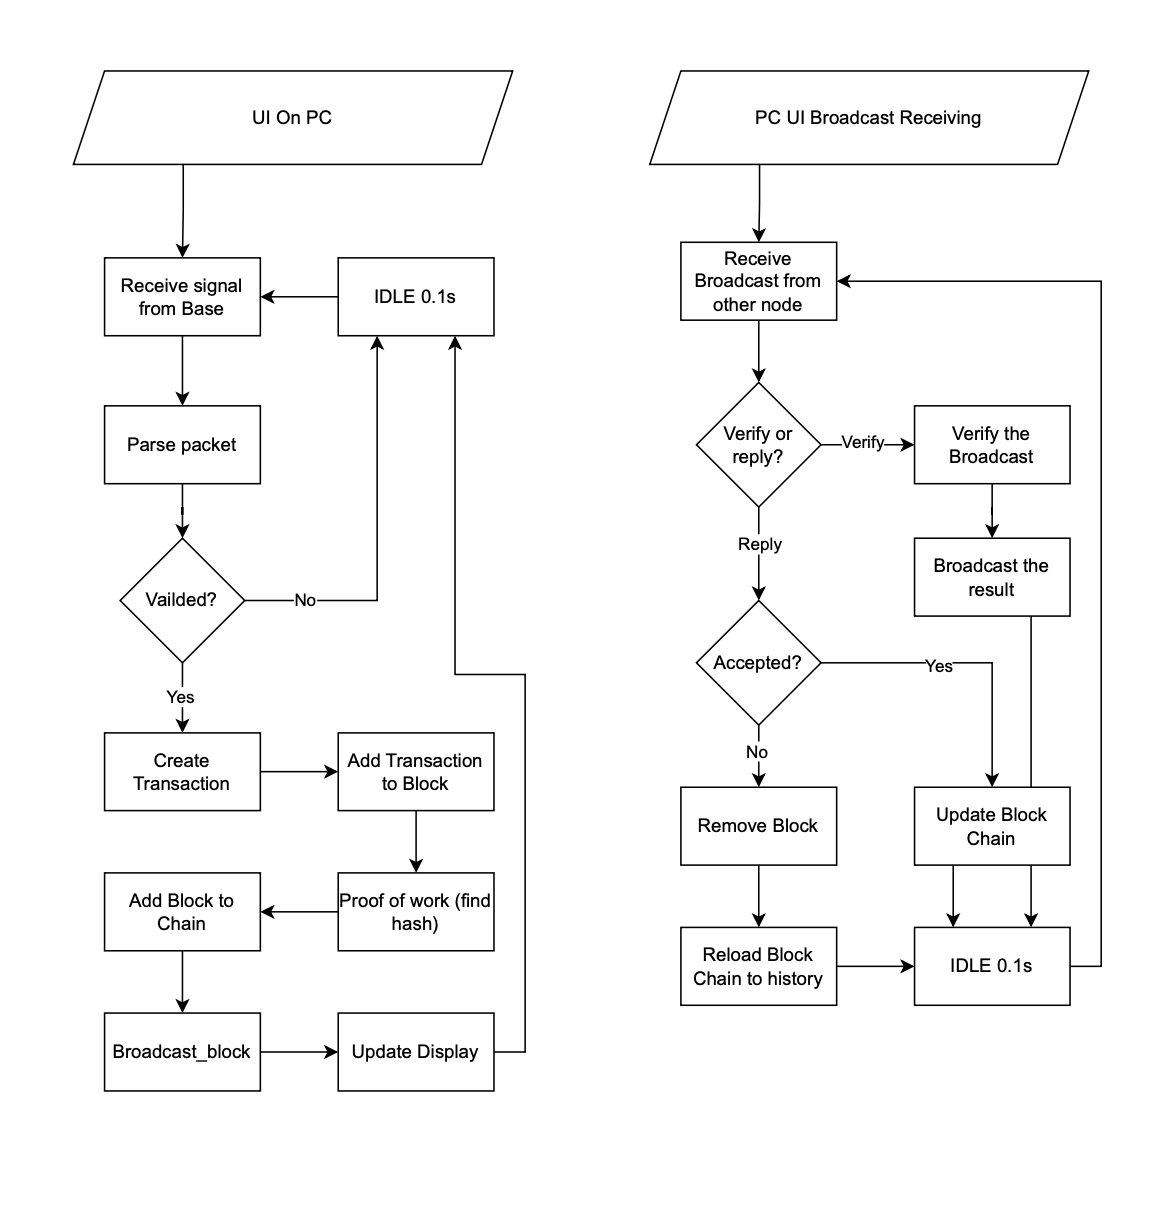 UI On PC
Receive signal
from Base
IDLE 0.1s
Parse packet
Vailded?
No
Yes
Create
Transaction
Add Transaction
to Block
Add Block to
Chain
Proof of work (find
hash)
Broadcast_block
Update Display
PC UI Broadcast Receiving
Receive
Broadcast from
other node
Verify or
reply?
Verify
Verify the
Broadcast
Reply
Broadcast the
result
Accepted?
Yes
No
Remove Block
Update Block
Chain
Reload Block
Chain to history
IDLE 0.1s